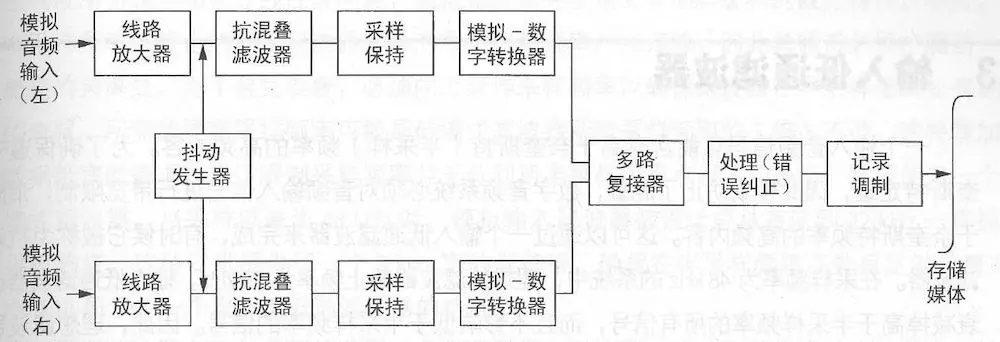 模拟
音频
输入
（左）
线路
放大器
抗混叠
滤波器
采样
保持
模拟－数
字转换器
抖动
发生器
多路
复接器
处理（错
误纠正）
记录
调制
存储
媒体
模拟
音频
输入
（右）
线路
放大器
抗混叠
滤波器
采样
保持
模拟－数
字转换器